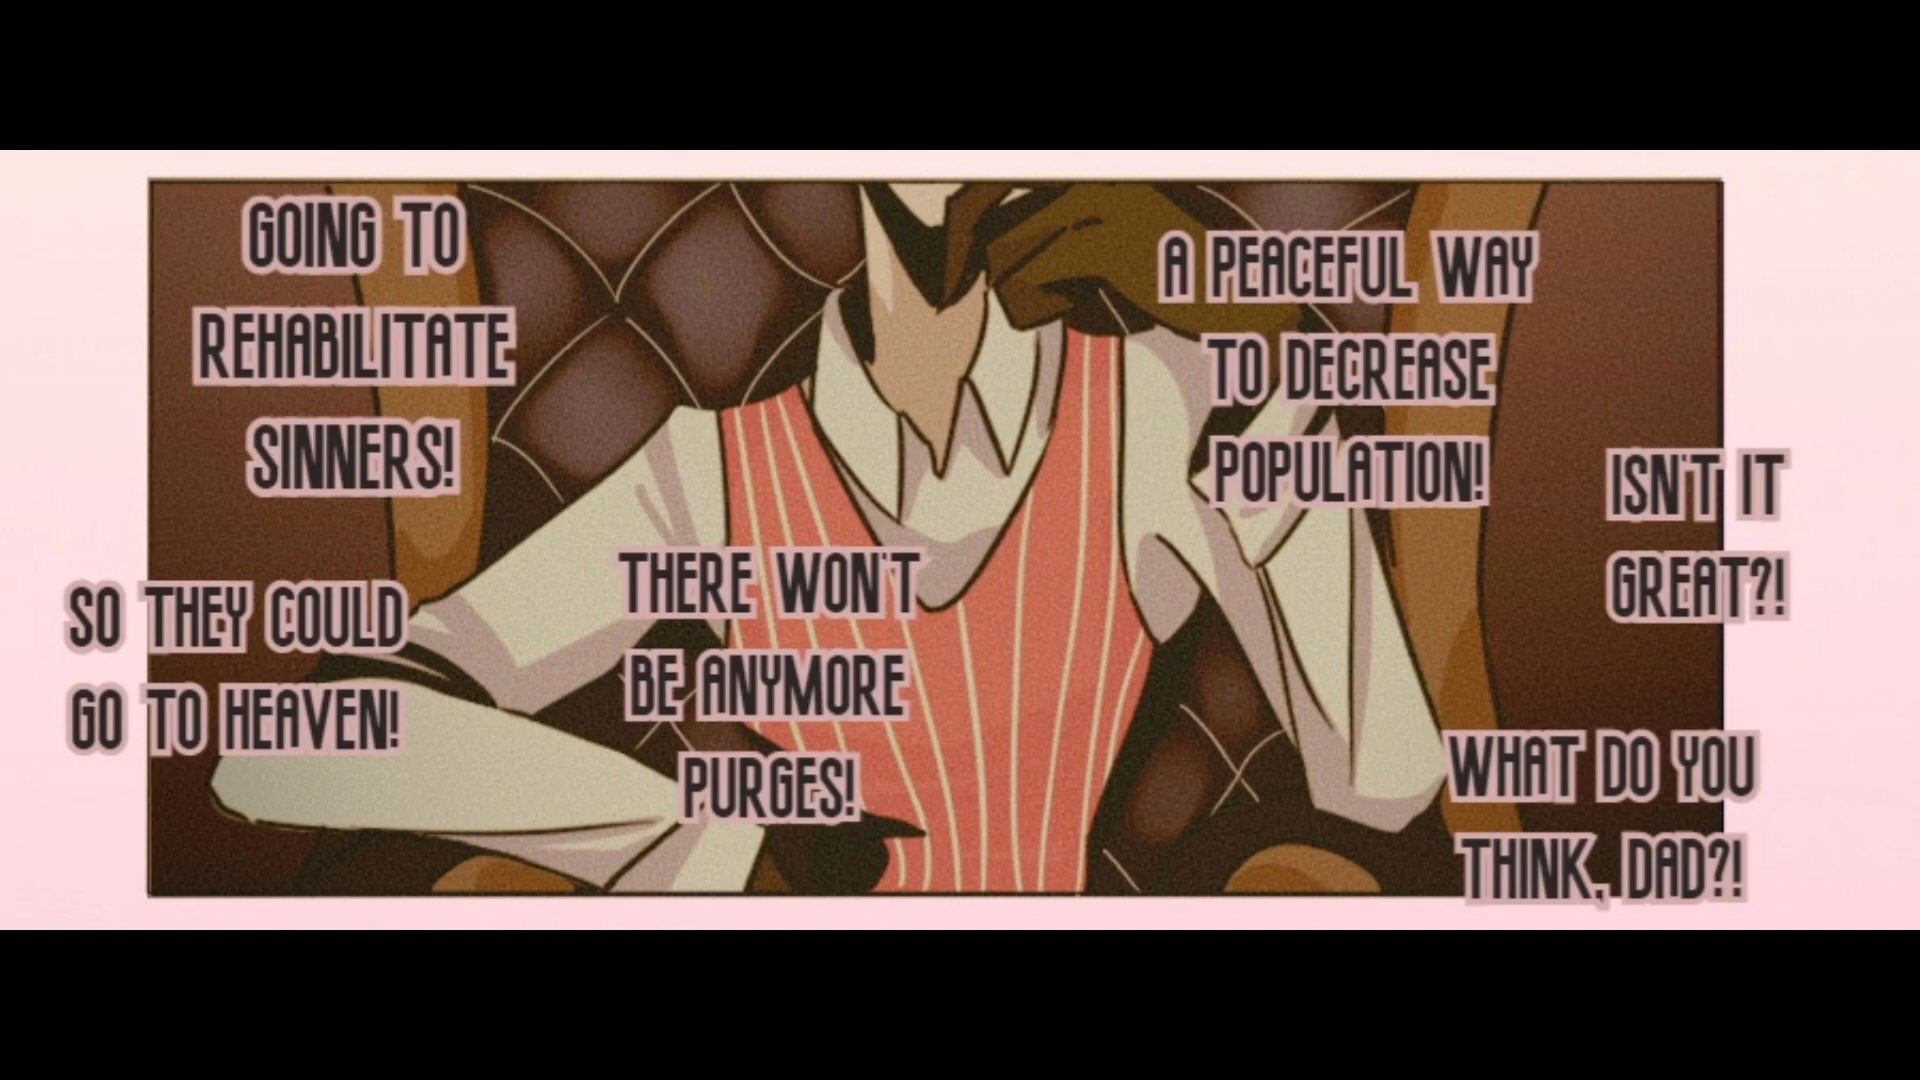 GOING TO
REHABILITATE
SINNERS!
SO THEY COULD
GO TO HEAVEN!
THERE WON'T
BE ANYMORE
PURGES!
A PEACEFUL WAY
TO DECREASE
POPULATION!
ISN'T IT
GREAT?!
WHAT DO YOU
THINK, DAD?!